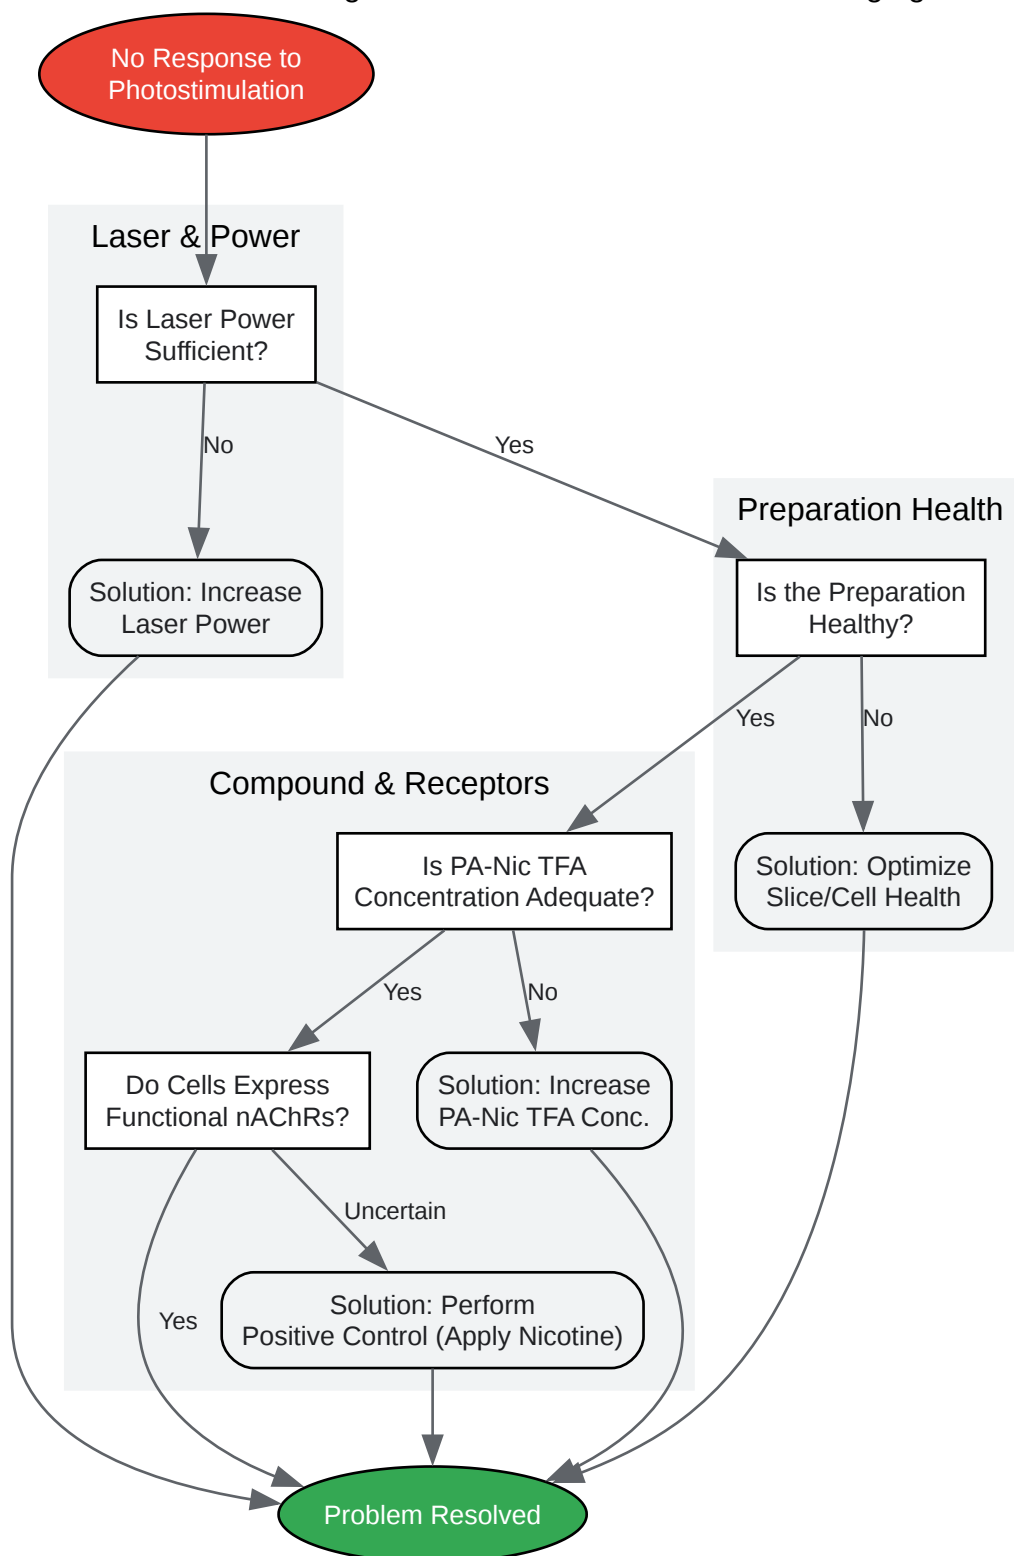 No Response to
Photostimulation
Laser & Power
Is Laser Power
Sufficient?
No
Yes
Preparation Health
Solution: Increase
Laser Power
Is the Preparation
Healthy?
Yes
No
Compound & Receptors
Is PA-Nic TFA
Concentration Adequate?
Solution: Optimize
Slice/Cell Health
Yes
No
Do Cells Express
Functional nAChRs?
Solution: Increase
PA-Nic TFA Conc.
Uncertain
Yes
Solution: Perform
Positive Control (Apply Nicotine)
Problem Resolved